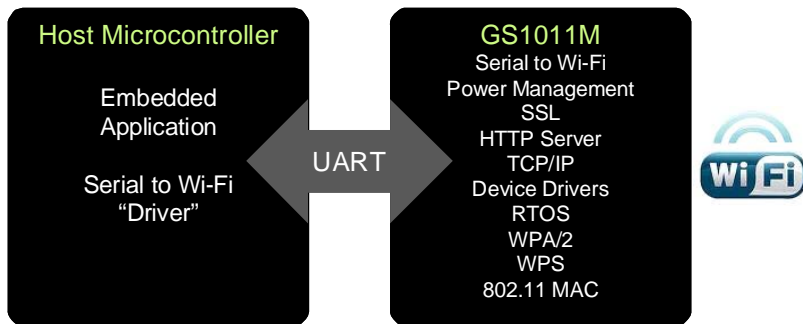 Host Microcontroller
Embedded
Application
Serial to Wi-Fi
“Driver”
UART
GS1011M
Serial to Wi-Fi
Power Management
SSL
HTTP Server
TCP/IP
Device Drivers
RTOS
WPA/2
WPS
802.11 MAC
Wi Fi